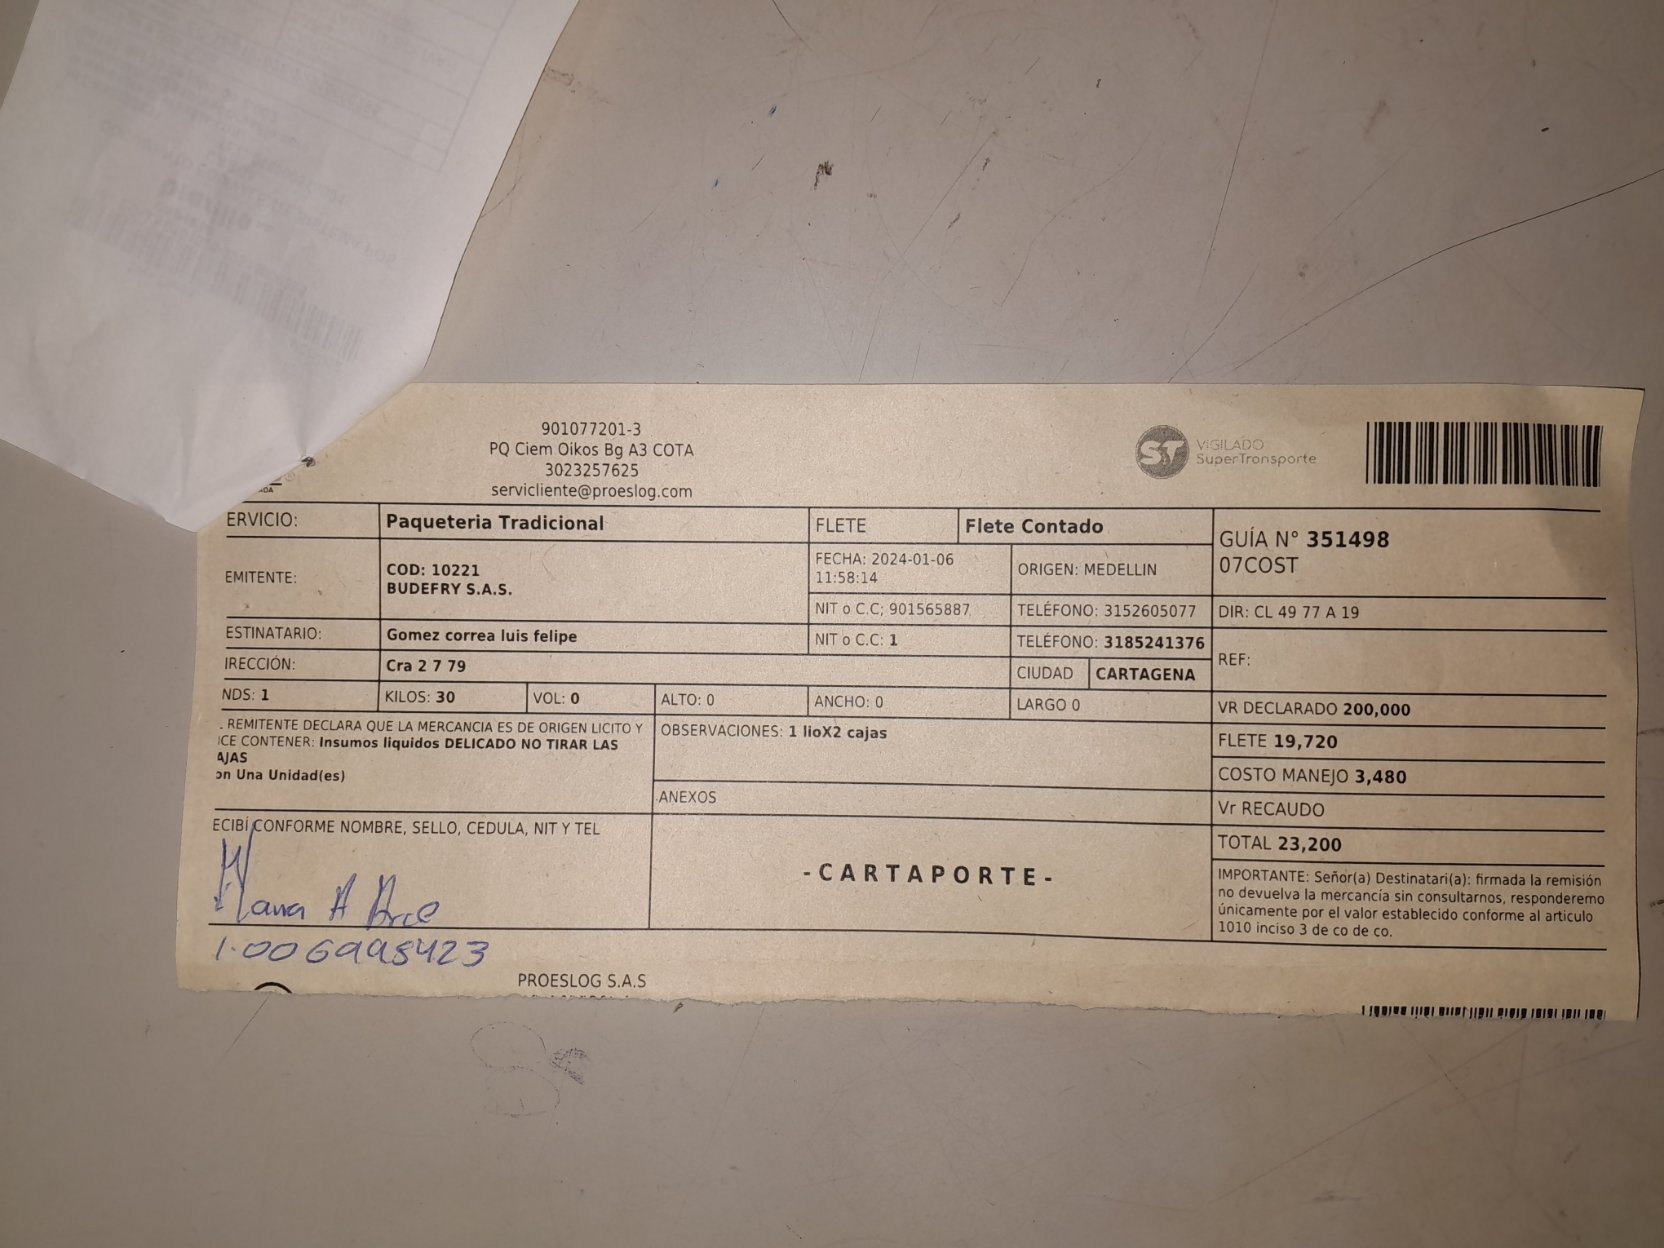 901077201-3
PQ Ciem Oikos Bg A3 COTA
3023257625
servicliente@proeslog.com
ST VIGILADO
SuperTransporte
ERVICIO: Paqueteria Tradicional FLETE Flete Contado
GUÍA N° 351498
07COST
EMITENTE: COD: 10221
BUDEFRY S.A.S.
FECHA: 2024-01-06
11:58:14
ORIGEN: MEDELLIN
NIT o C.C; 901565887 TELÉFONO: 3152605077 DIR: CL 49 77 A 19
ESTINATARIO: Gomez correa luis felipe NIT o C.C: 1 TELÉFONO: 3185241376
REF:
IRECCIÓN: Cra 2 7 79 CIUDAD CARTAGENA
NDS: 1 KILOS: 30 VOL: 0 ALTO: 0 ANCHO: 0 LARGO 0
VR DECLARADO 200,000
. REMITENTE DECLARA QUE LA MERCANCIA ES DE ORIGEN LICITO Y
ICE CONTENER: Insumos liquidos DELICADO NO TIRAR LAS
AJAS
on Una Unidad(es)
OBSERVACIONES: 1 lioX2 cajas
FLETE 19,720
COSTO MANEJO 3,480
ANEXOS
Vr RECAUDO
ECIBÍ CONFORME NOMBRE, SELLO, CEDULA, NIT Y TEL
TOTAL 23,200
-CARTAPORTE-
IMPORTANTE: Señor(a) Destinatari(a): firmada la remisión
no devuelva la mercancía sin consultarnos, responderemo
únicamente por el valor establecido conforme al articulo
1010 inciso 3 de co de co.
PROESLOG S.A.S